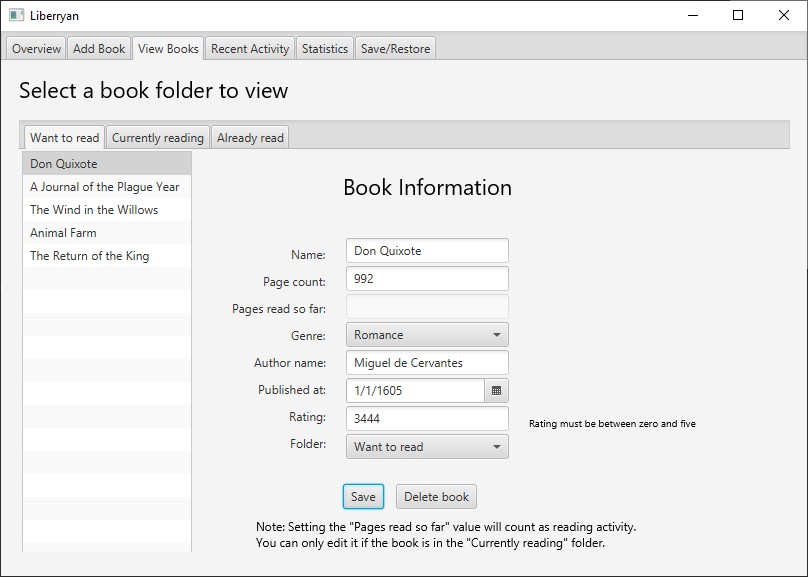 Liberryan
Overview Add Book View Books Recent Activity Statistics Save/Restore
Select a book folder to view
Want to read Currently reading Already read
Don Quixote
A Journal of the Plague Year
The Wind in the Willows
Animal Farm
The Return of the King
Book Information
Name: Don Quixote
Page count: 992
Pages read so far:
Genre: Romance
Author name: Miguel de Cervantes
Published at: 1/1/1605
Rating: 3444 Rating must be between zero and five
Folder: Want to read
Save Delete book
Note: Setting the "Pages read so far" value will count as reading activity.
You can only edit it if the book is in the "Currently reading" folder.